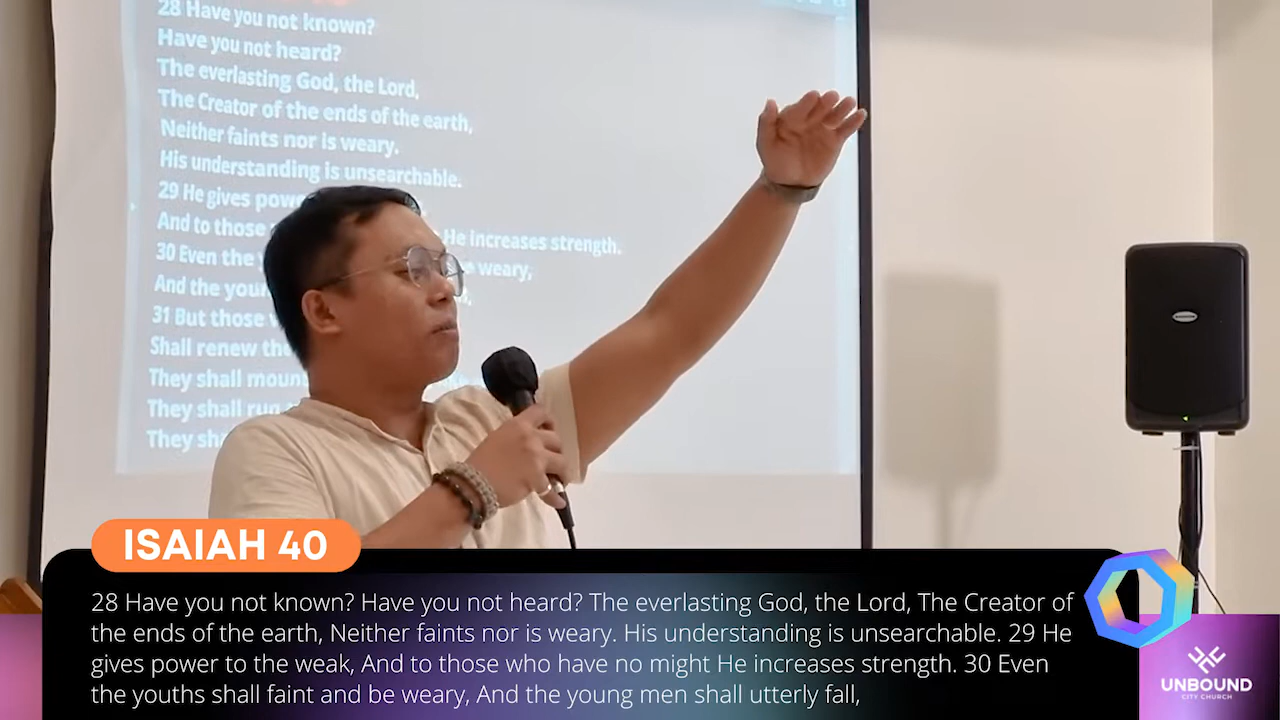 28 Have you not known?
Have you not heard?
The everlasting God, the Lord,
The Creator of the ends of the earth,
Neither faints nor is weary.
His understanding is unsearchable.
29 He gives
And to those He increases strength.
30 Even the weary,
And the
31 But those
Shall renew
They shall
They shall run
They
ISAIAH 40
28 Have you not known? Have you not heard? The everlasting God, the Lord, The Creator of
the ends of the earth, Neither faints nor is weary. His understanding is unsearchable. 29 He
gives power to the weak, And to those who have no might He increases strength. 30 Even
the youths shall faint and be weary, And the young men shall utterly fall,
UNBOUND
CITY CHURCH